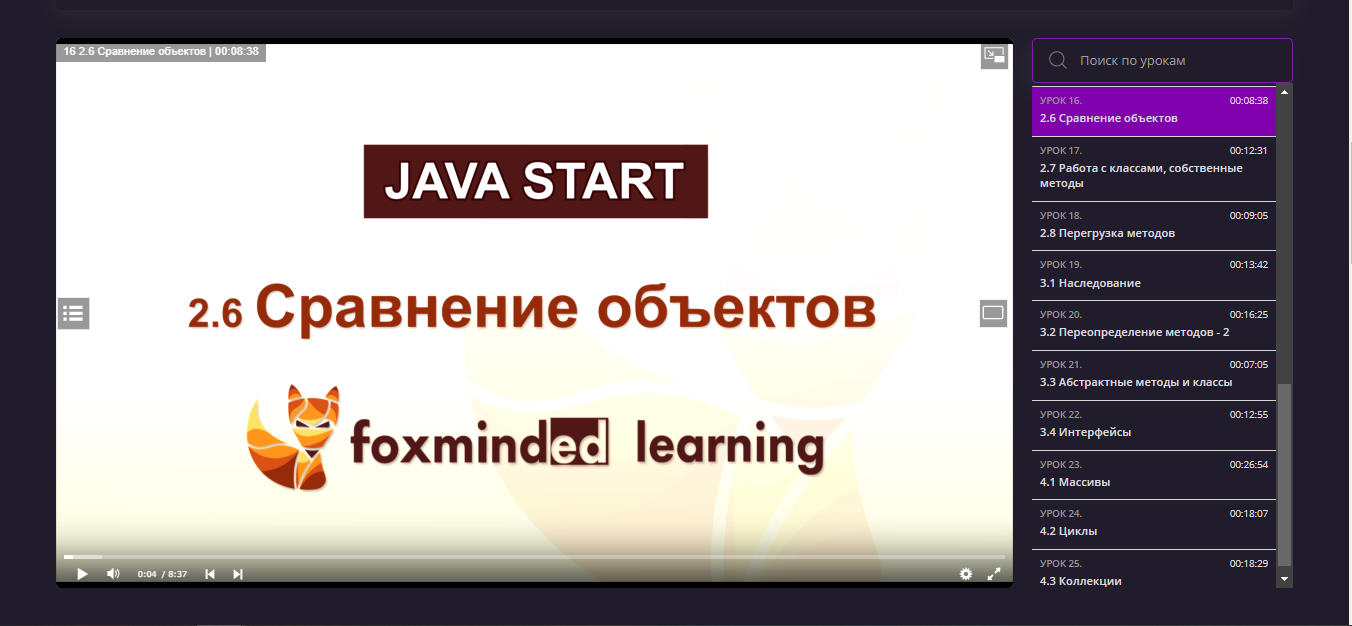 16 2.6 Сравнение объектов | 00:08:38
JAVA START
2.6 Сравнение объектов
foxminded learning
0:04 / 8:37
Поиск по урокам
УРОК 16. 00:08:38
2.6 Сравнение объектов
УРОК 17. 00:12:31
2.7 Работа с классами, собственные
методы
УРОК 18. 00:09:05
2.8 Перегрузка методов
УРОК 19. 00:13:42
3.1 Наследование
УРОК 20. 00:16:25
3.2 Переопределение методов - 2
УРОК 21. 00:07:05
3.3 Абстрактные методы и классы
УРОК 22. 00:12:55
3.4 Интерфейсы
УРОК 23. 00:26:54
4.1 Массивы
УРОК 24. 00:18:07
4.2 Циклы
УРОК 25. 00:18:29
4.3 Коллекции